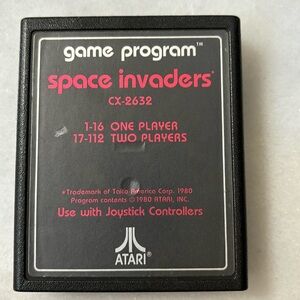 game program™
space invaders*
CX-2632
1-16 ONE PLAYER
17-112 TWO PLAYERS
*Trademark of Taito America Corp. 1980
Program contents © 1980 ATARI, INC.
Use with Joystick Controllers
ATARI®